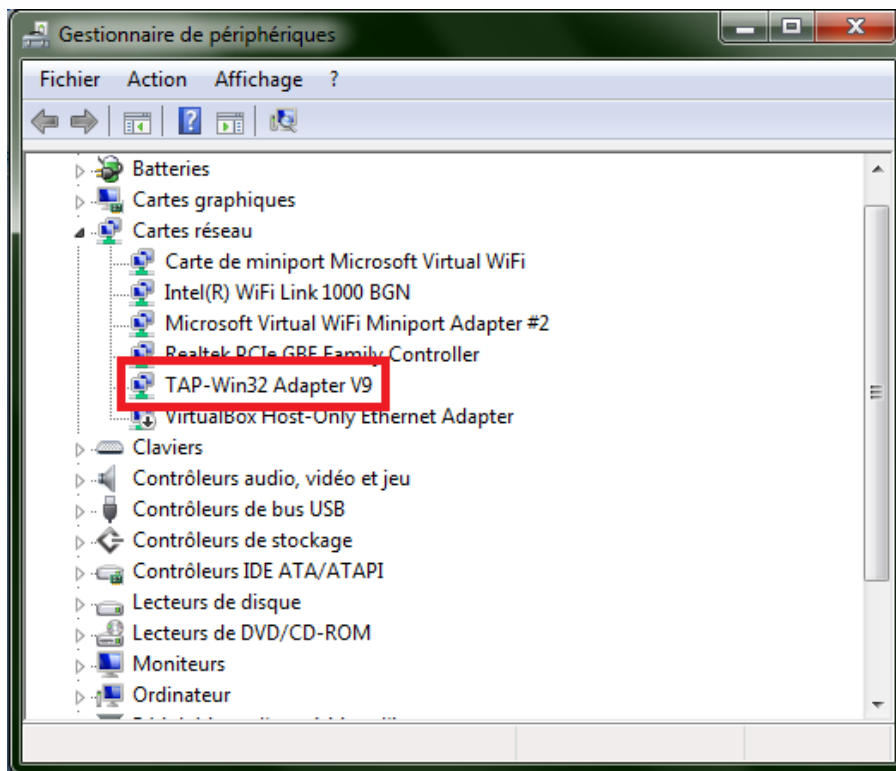 Gestionnaire de périphériques
Fichier Action Affichage ?
Batteries
Cartes graphiques
Cartes réseau
Carte de miniport Microsoft Virtual WiFi
Intel(R) WiFi Link 1000 BGN
Microsoft Virtual WiFi Miniport Adapter #2
Realtek PCIe GBE Family Controller
TAP-Win32 Adapter V9
VirtualBox Host-Only Ethernet Adapter
Claviers
Contrôleurs audio, vidéo et jeu
Contrôleurs de bus USB
Contrôleurs de stockage
Contrôleurs IDE ATA/ATAPI
Lecteurs de disque
Lecteurs de DVD/CD-ROM
Moniteurs
Ordinateur